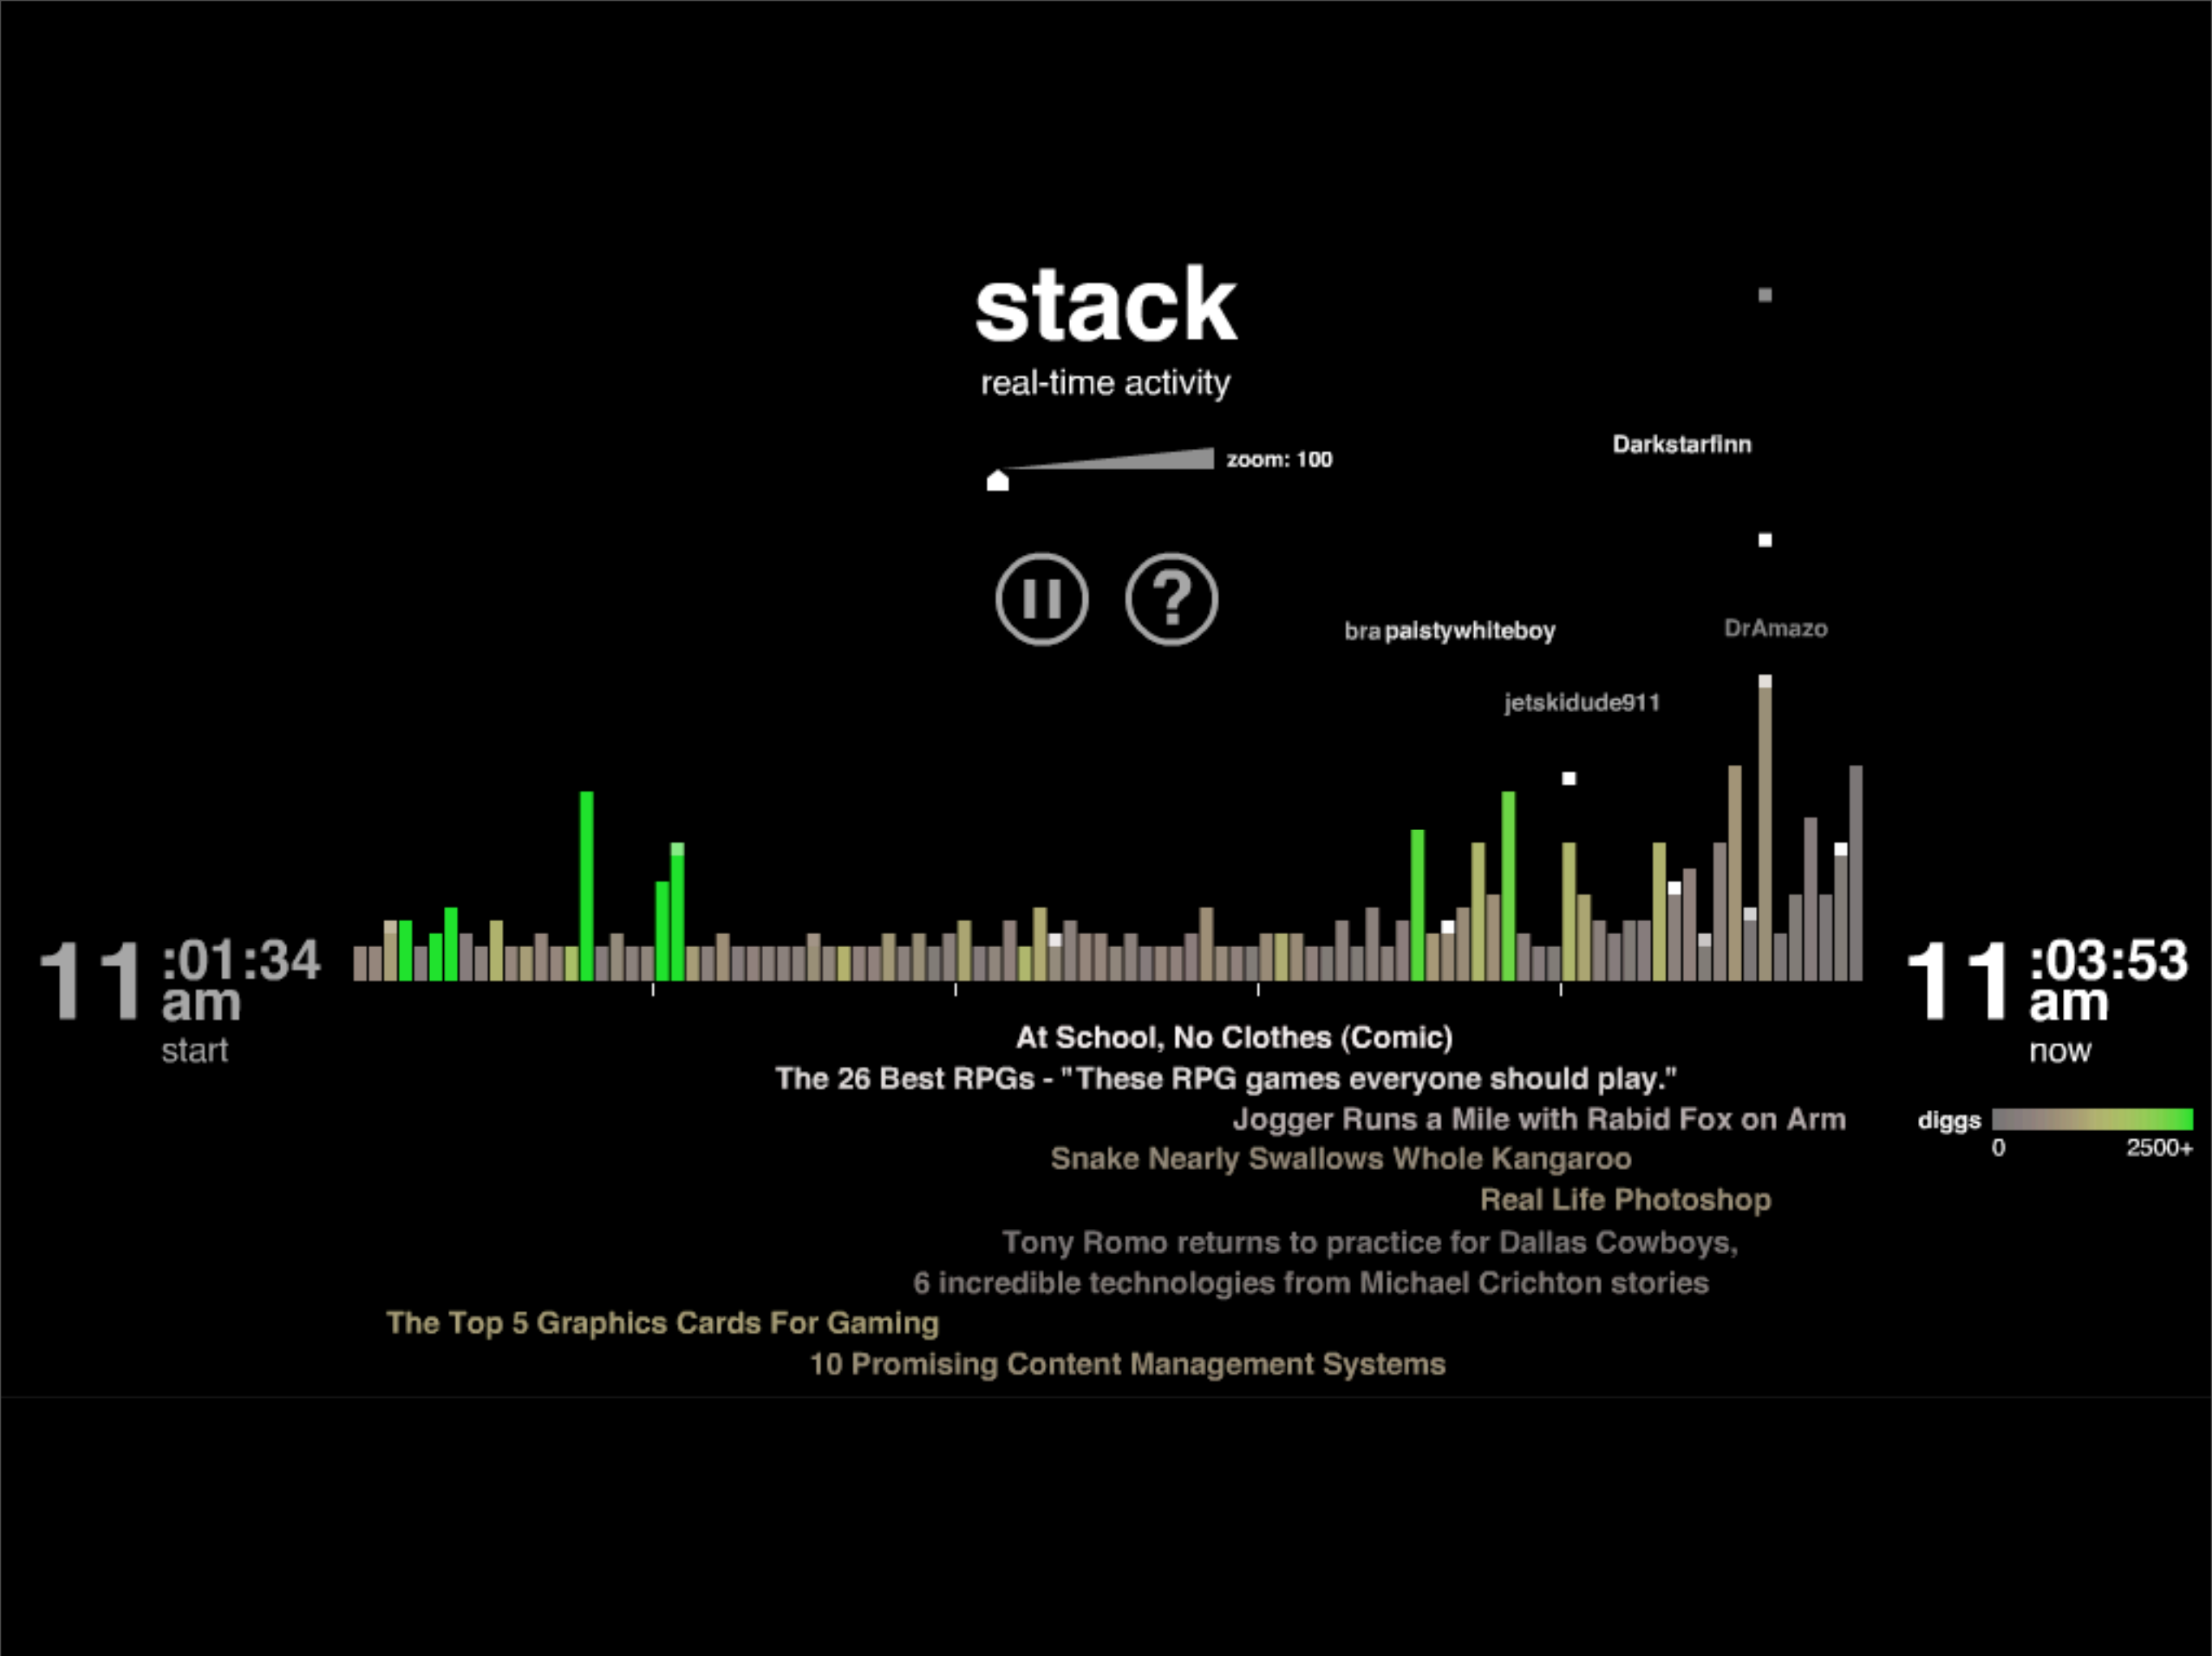 stack
real-time activity
Darkstarfinn
zoom: 100
?
bra paistywhiteboy
DrAmazo
jetskidude911
11 :01:34 am
start
11 :03:53 am
now
At School, No Clothes (Comic)
The 26 Best RPGs - "These RPG games everyone should play."
Jogger Runs a Mile with Rabid Fox on Arm
diggs
0 2500+
Snake Nearly Swallows Whole Kangaroo
Real Life Photoshop
Tony Romo returns to practice for Dallas Cowboys,
6 incredible technologies from Michael Crichton stories
The Top 5 Graphics Cards For Gaming
10 Promising Content Management Systems